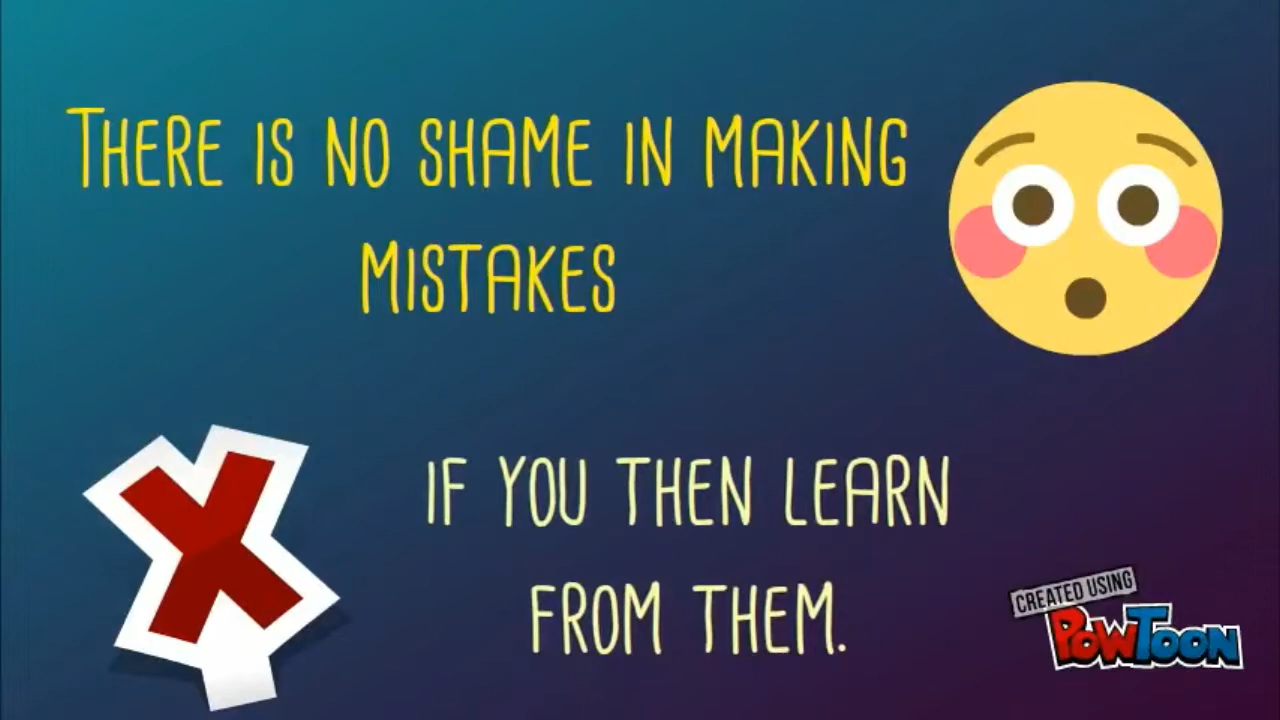 There is no shame in making
mistakes
if you then learn
from them.
CREATED USING
PowToon